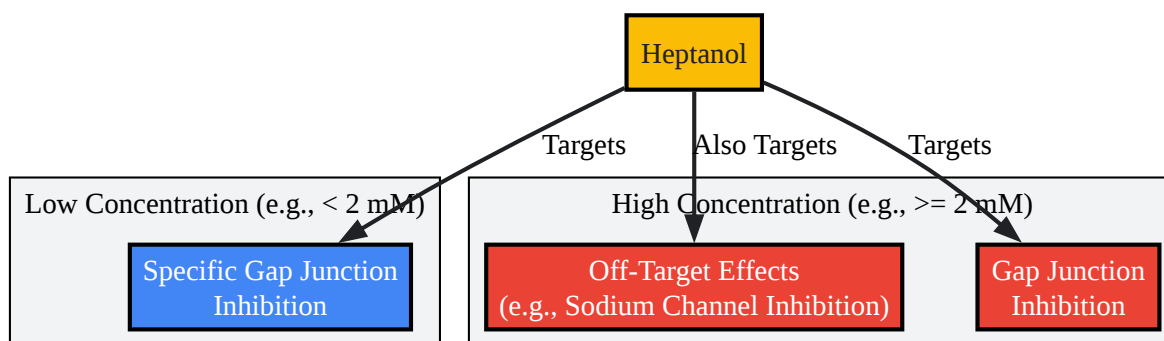 Heptanol
Targets
Also Targets
Targets
Low Concentration (e.g., < 2 mM)
High Concentration (e.g., >= 2 mM)
Specific Gap Junction
Inhibition
Off-Target Effects
(e.g., Sodium Channel Inhibition)
Gap Junction
Inhibition